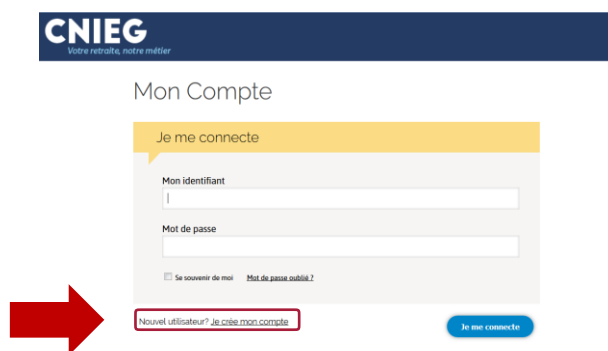 CNIEG
Votre retraite, notre métier
Mon Compte
Je me connecte
Mon identifiant
Mot de passe
Se souvenir de moi Mot de passe oublié ?
Nouvel utilisateur? Je crée mon compte
Je me connecte